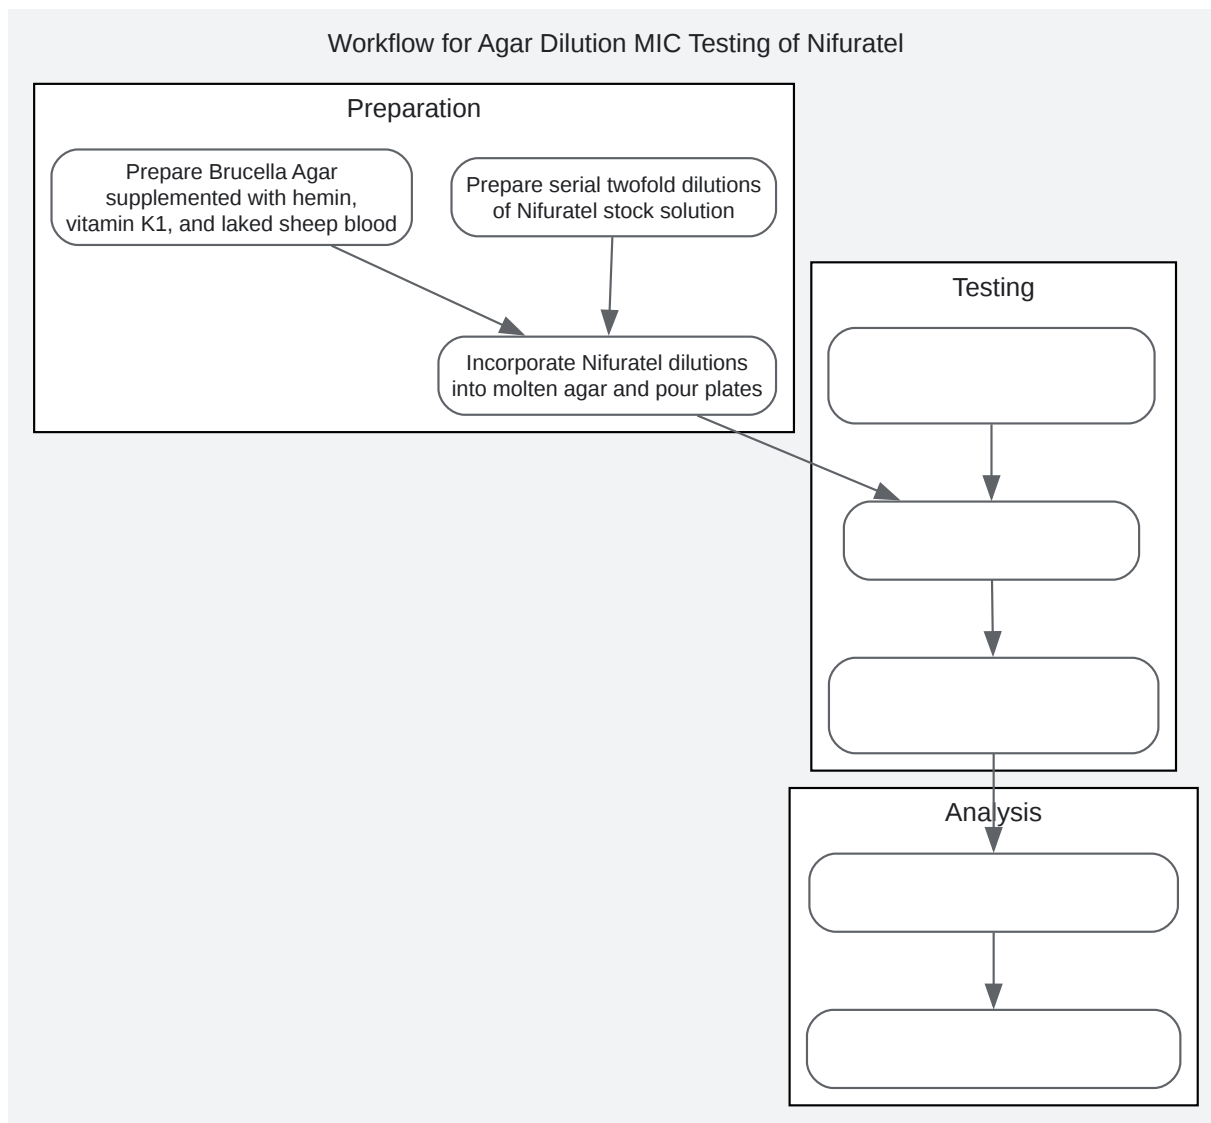 Workflow for Agar Dilution MIC Testing of Nifuratel
Preparation
Prepare Brucella Agar
supplemented with hemin,
vitamin K1, and laked sheep blood
Prepare serial twofold dilutions
of Nifuratel stock solution
Incorporate Nifuratel dilutions
into molten agar and pour plates
Testing
Analysis